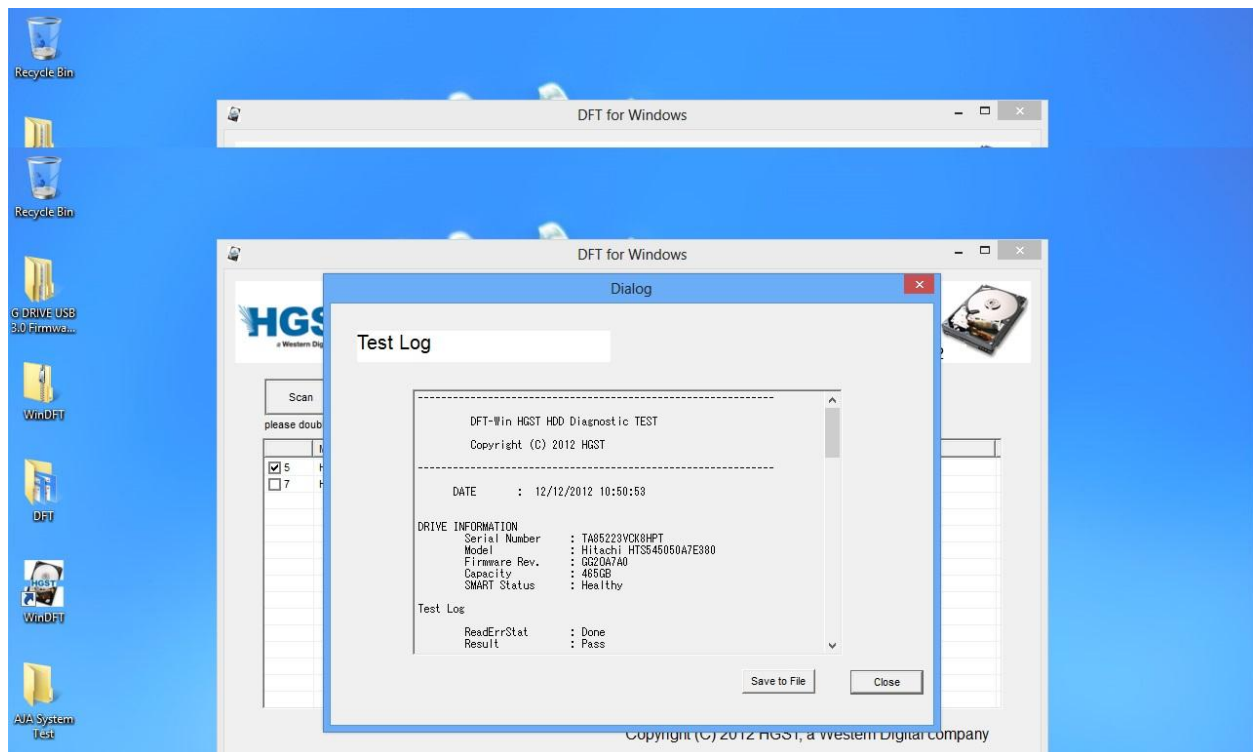 Recycle Bin
DFT for Windows
Recycle Bin
DFT for Windows
G DRIVE USB
3.0 Firmwa...
WinDFT
DFT
WinDFT
AJA System
Test
HGS
a Western Dig
Scan
please doub
5
7
Dialog
Test Log
DFT-Win HGST HDD Diagnostic TEST
Copyright (C) 2012 HGST
DATE : 12/12/2012 10:50:53
DRIVE INFORMATION
Serial Number : TA85223VCK8HPT
Model : Hitachi HTS545050A7E380
Firmware Rev. : GG2OA7A0
Capacity : 465GB
SMART Status : Healthy
Test Log
ReadErrStat : Done
Result : Pass
Save to File
Close
Copyright (C) 2012 HGST, a Western Digital company